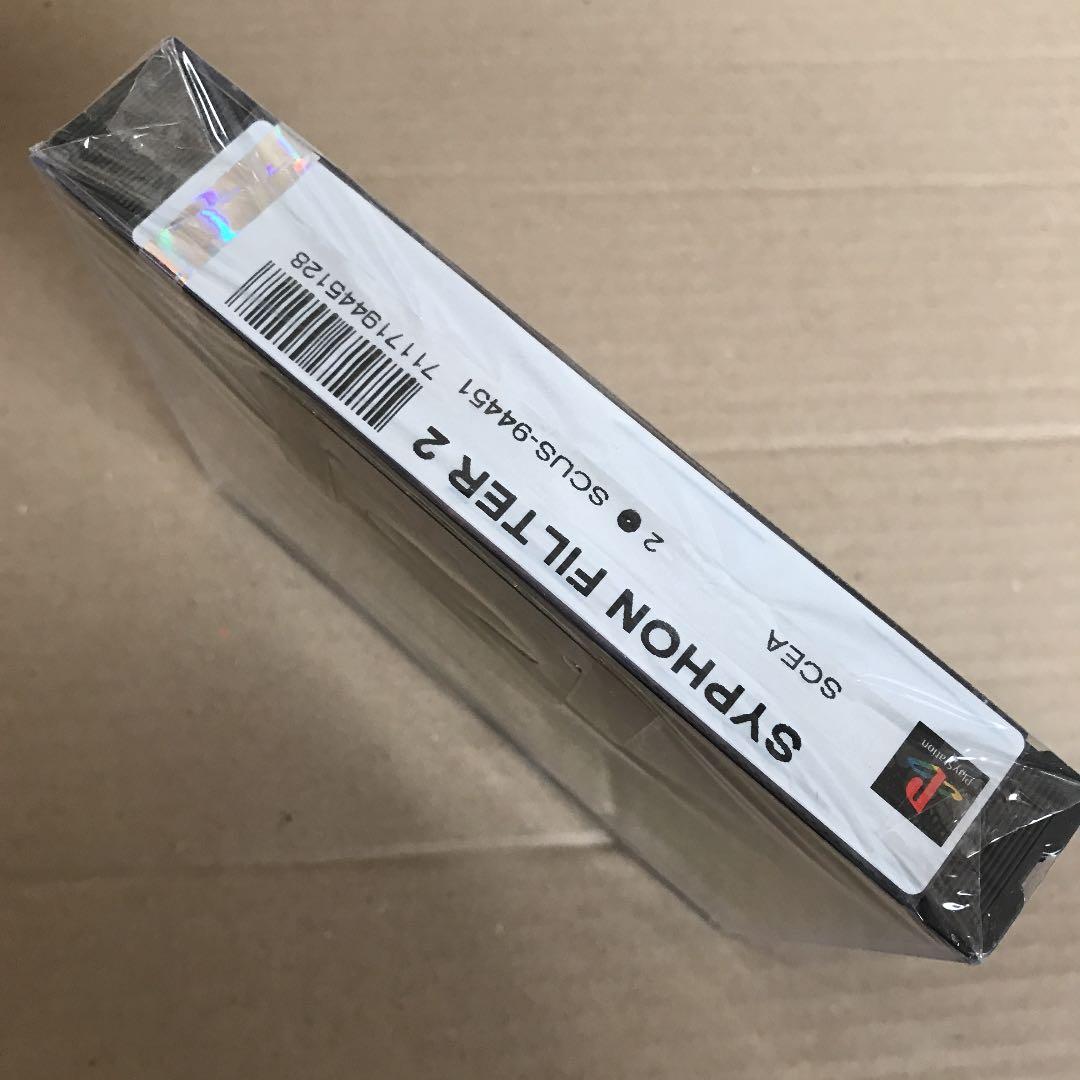 PlayStation
SYPHON FILTER 2
SCEA
2 SCUS-94451 711719445128